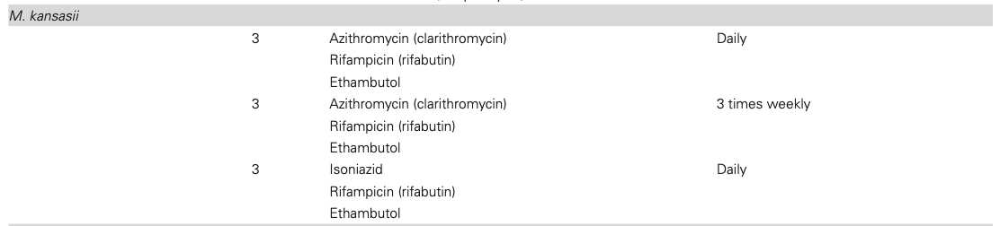 M. kansasii
3 Azithromycin (clarithromycin) Daily
Rifampicin (rifabutin)
Ethambutol
3 Azithromycin (clarithromycin) 3 times weekly
Rifampicin (rifabutin)
Ethambutol
3 Isoniazid Daily
Rifampicin (rifabutin)
Ethambutol